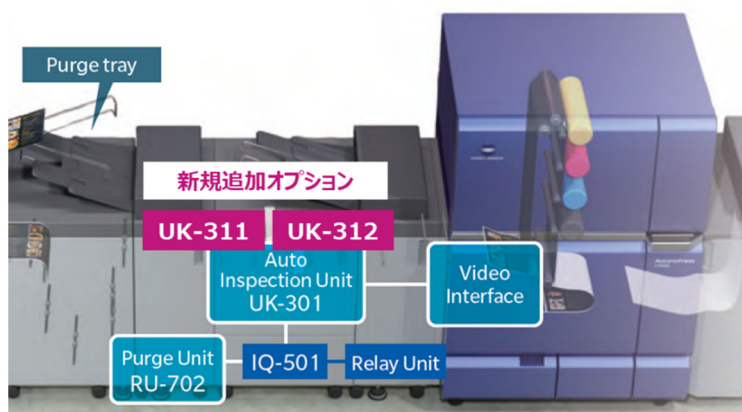 Purge tray
新規追加オプション
UK-311
UK-312
Auto
Inspection Unit
UK-301
Video
Interface
Purge Unit
RU-702
IQ-501
Relay Unit